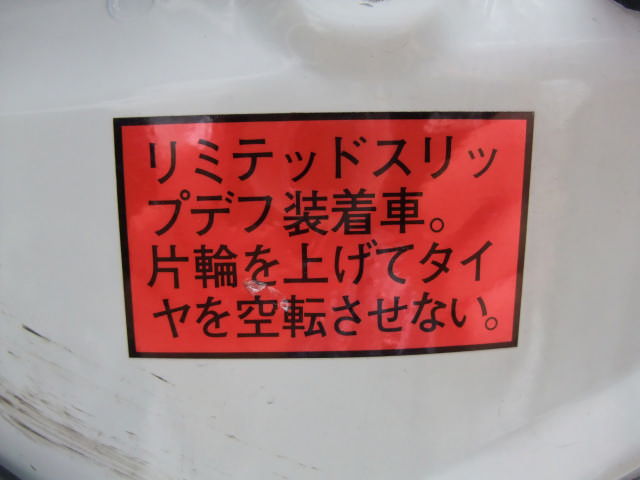 リミテッドスリッ
プデフ装着車。
片輪を上げてタイ
ヤを空転させない。